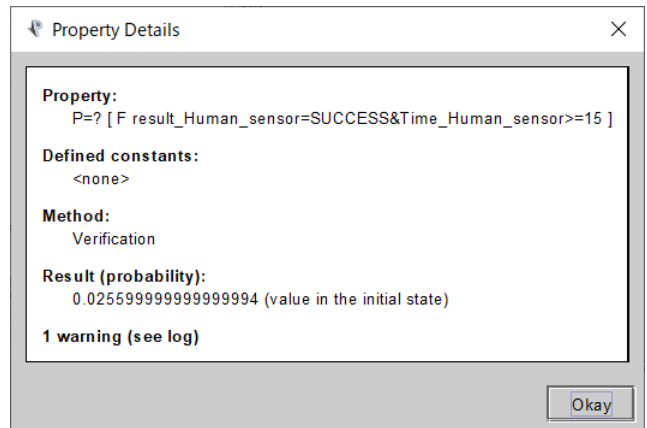 Property Details
Property:
P=? [ F result_Human_sensor=SUCCESS&Time_Human_sensor>=15 ]
Defined constants:
<none>
Method:
Verification
Result (probability):
0.025599999999999994 (value in the initial state)
1 warning (see log)
Okay